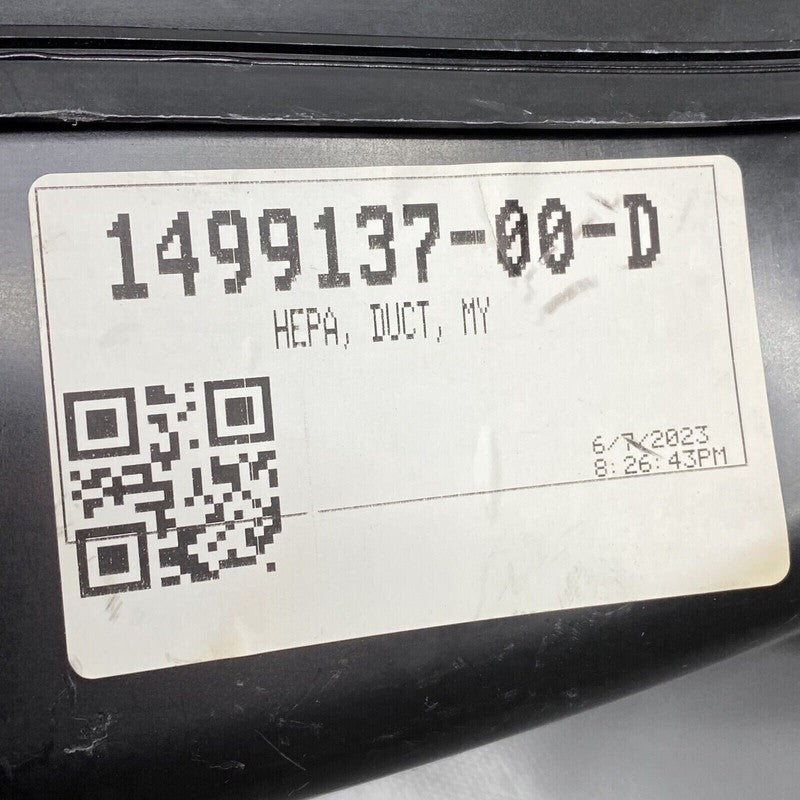 1499137-00-D
HEPA, DUCT, MY
6/7/2023
8:26:43PM